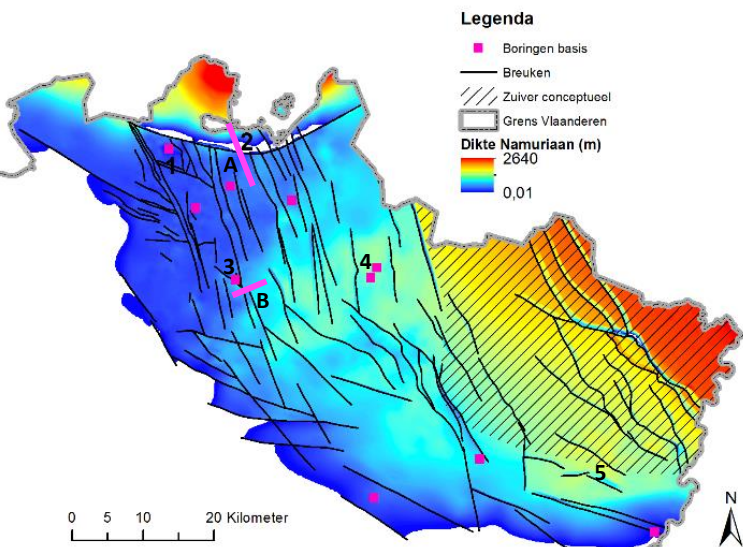 Legenda
Boringen basis
Breuken
Zuiver conceptueel
Grens Vlaanderen
Dikte Namuriaan (m)
2640
0,01
1
2
A
3
B
4
5
N
0 10 20 Kilometer